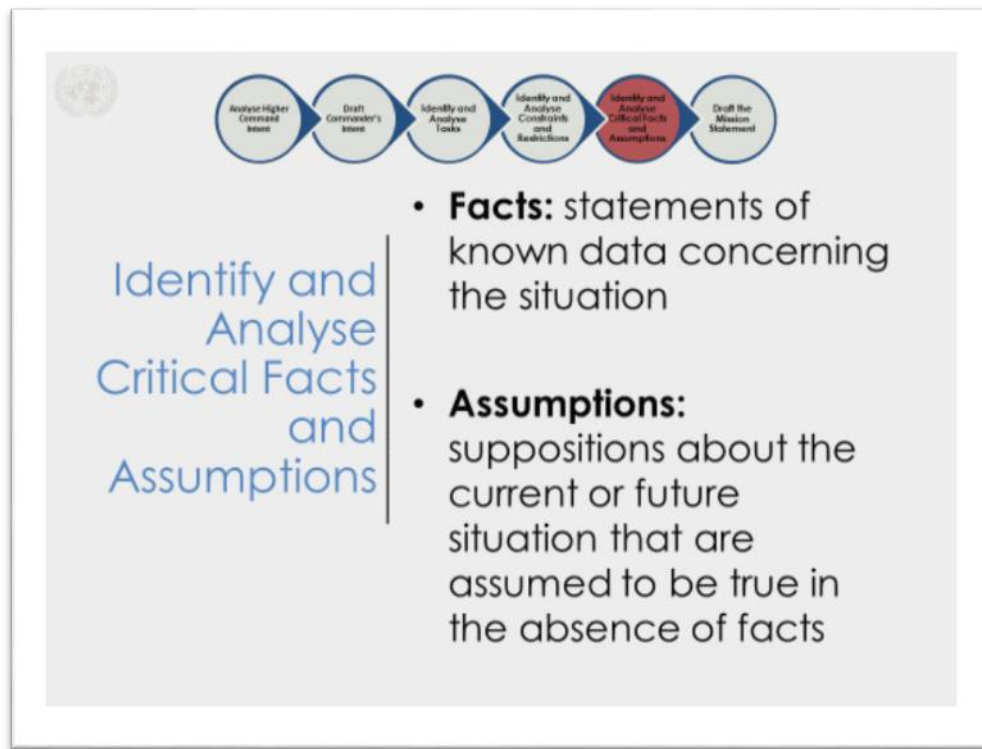 Analyse Higher
Command
Intent
Draft
Commander's
Intent
Identify and
Analyse
Tasks
Identify and
Analyse
Constraints
and
Restrictions
Identify and
Analyse
Critical Facts
and
Assumptions
Draft the
Mission
Statement
Identify and
Analyse
Critical Facts
and
Assumptions
• Facts: statements of
known data concerning
the situation
• Assumptions:
suppositions about the
current or future
situation that are
assumed to be true in
the absence of facts